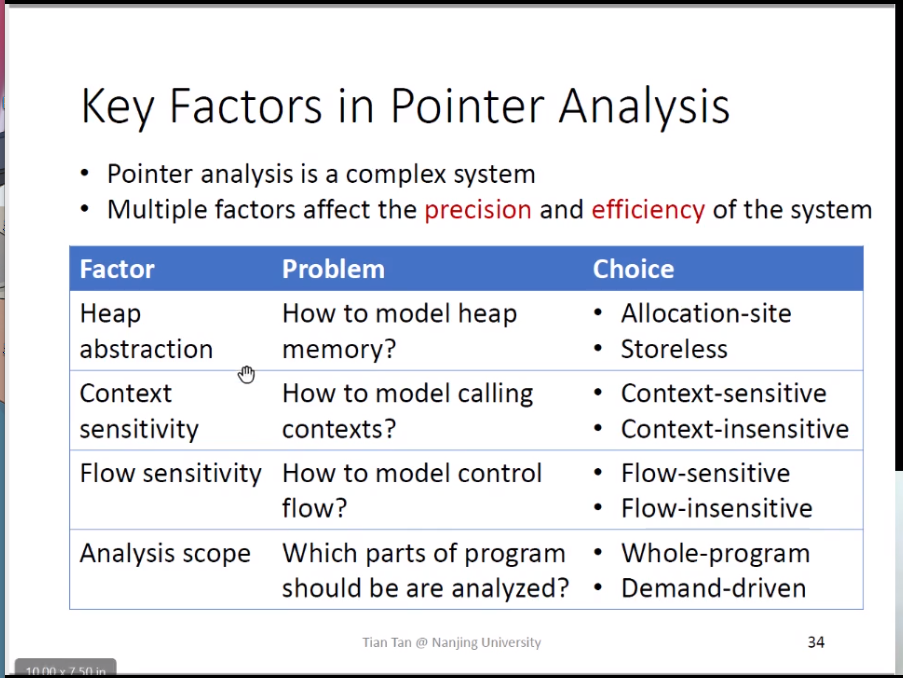 Key Factors in Pointer Analysis
• Pointer analysis is a complex system
• Multiple factors affect the precision and efficiency of the system
Factor Problem Choice
Heap How to model heap • Allocation-site
abstraction memory? • Storeless
Context How to model calling • Context-sensitive
sensitivity contexts? • Context-insensitive
Flow sensitivity How to model control • Flow-sensitive
flow? • Flow-insensitive
Analysis scope Which parts of program • Whole-program
should be are analyzed? • Demand-driven
Tian Tan @ Nanjing University 34
10.00 x 7.50 in